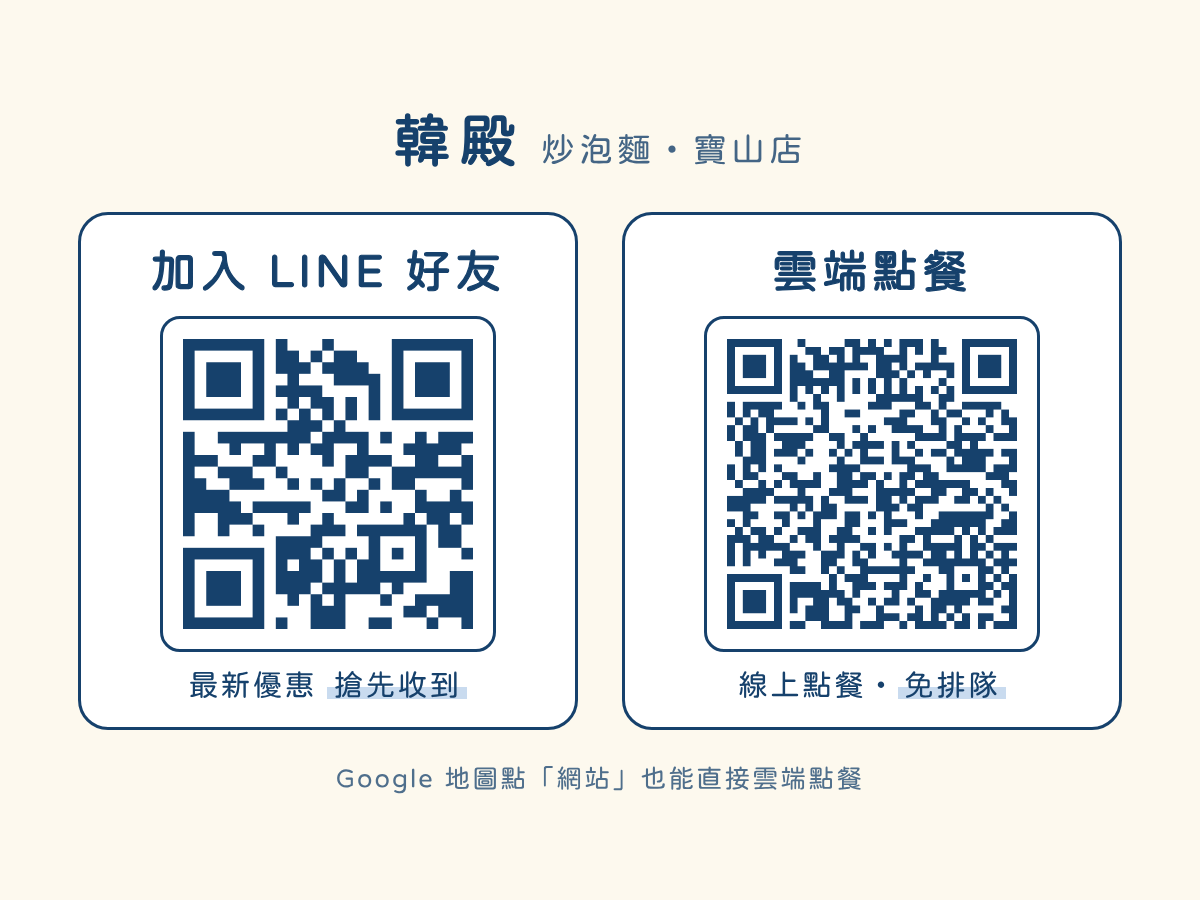 韓殿 炒泡麵・寶山店
加入 LINE 好友
最新優惠 搶先收到
雲端點餐
線上點餐・免排隊
Google 地圖點「網站」也能直接雲端點餐